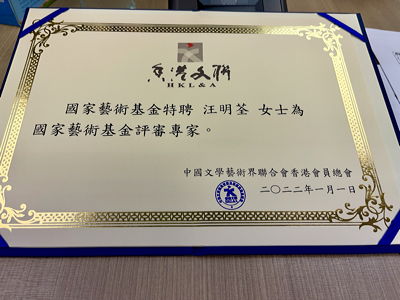 香港文聯
HKL&A
國家藝術基金特聘 汪明荃 女士為
國家藝術基金評審專家。
中國文學藝術界聯合會香港會員總會
二〇二二年一月一日